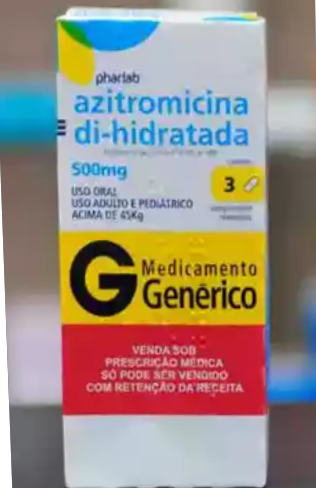 pharlab
azitromicina
di-hidratada
500mg
USO ORAL
USO ADULTO E PEDIÁTRICO
ACIMA DE 45Kg
3
G Medicamento
Genérico
VENDA SOB
PRESCRIÇÃO MÉDICA
SÓ PODE SER VENDIDO
COM RETENÇÃO DA RECEITA